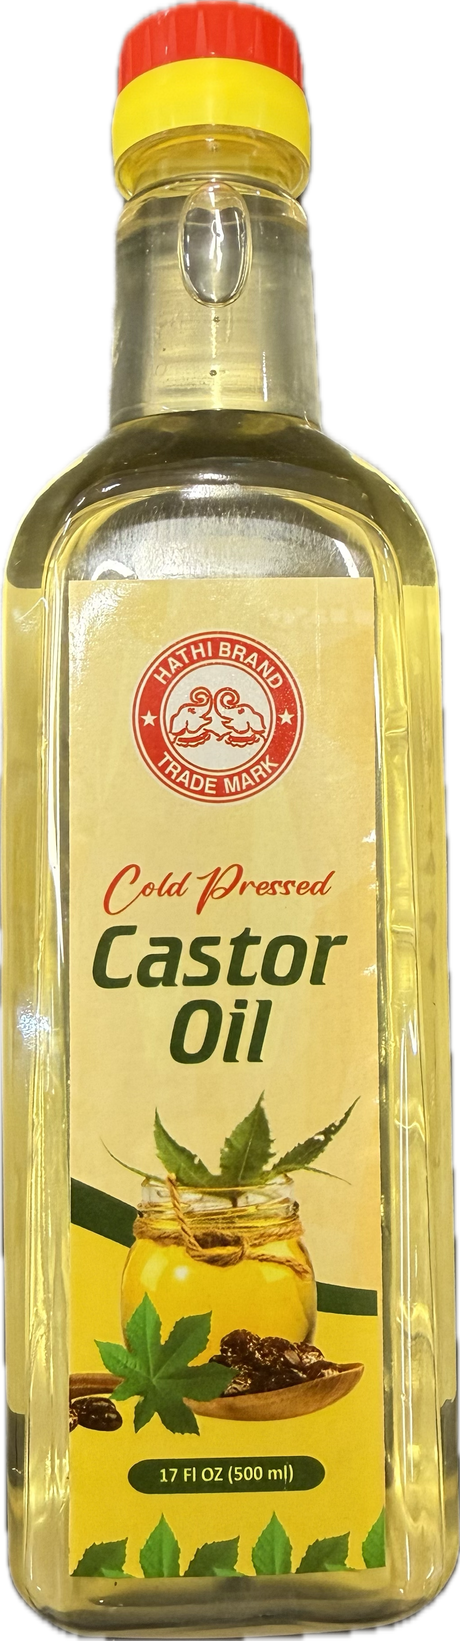 HATHI BRAND
TRADE MARK
Cold Pressed
Castor
Oil
17 Fl OZ (500 ml)